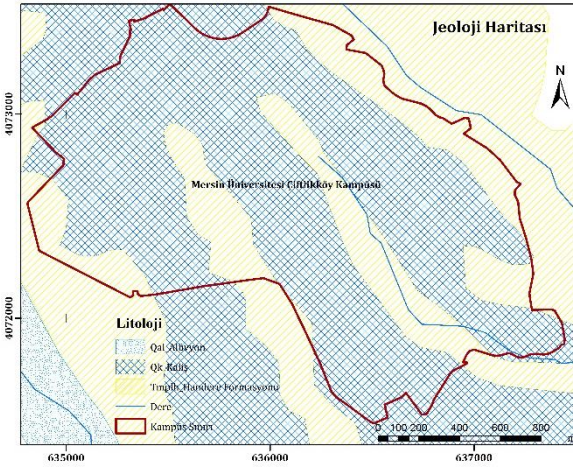 Jeoloji Haritası
N
4073000
Mersin Üniversitesi Çiftlikköy Kampüsü
4072000
Litoloji
Qal_Alüvyon
Qk_Kaliş
Tmplh_Handere Formasyonu
Dere
Kampüs Sınırı
0 100 200 400 600 800
m
635000 636000 637000